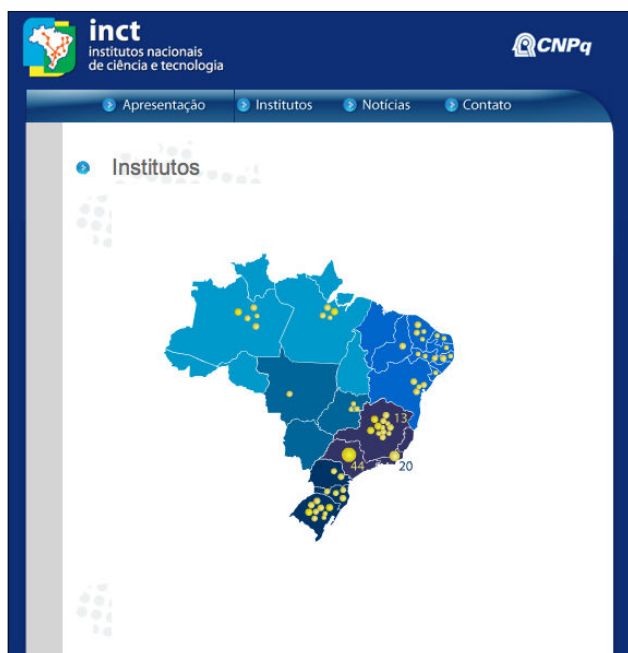 inct
institutos nacionais
de ciência e tecnologia
CNPq
Apresentação Institutos Notícias Contato
Institutos
13
44
20